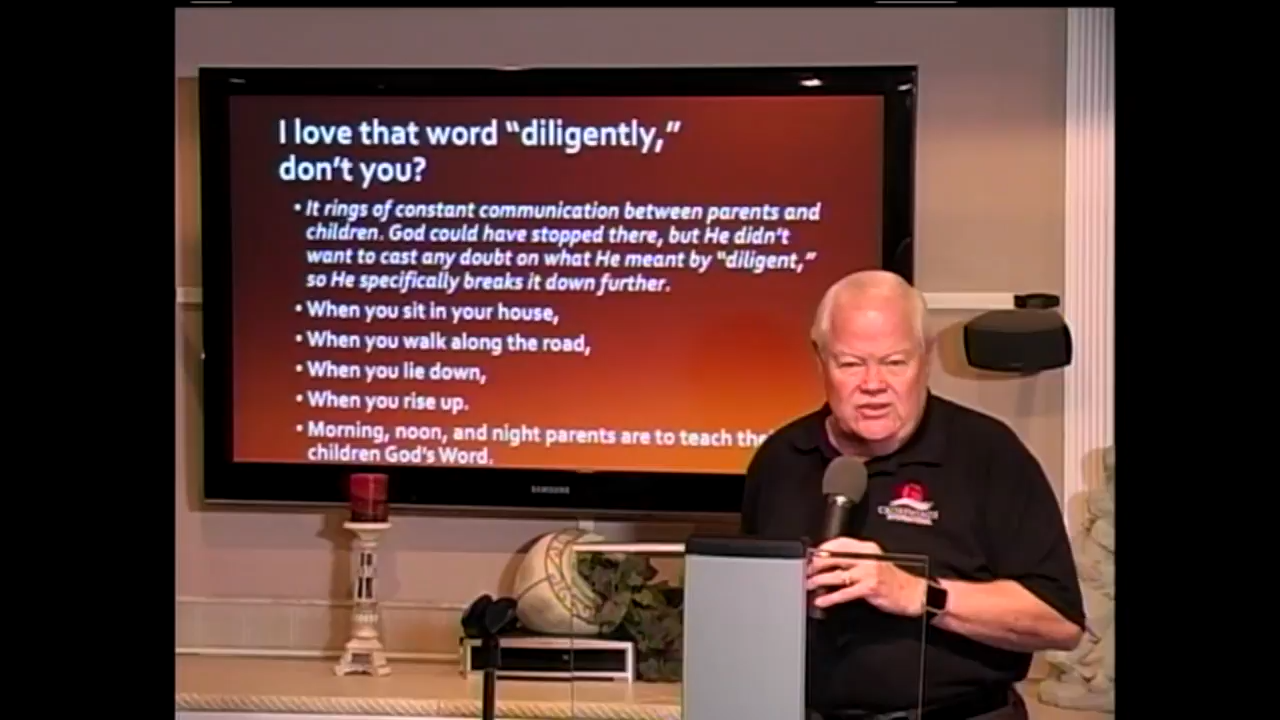 I love that word “diligently,”
don’t you?
• It rings of constant communication between parents and
children. God could have stopped there, but He didn’t
want to cast any doubt on what He meant by “diligent,”
so He specifically breaks it down further.
• When you sit in your house,
• When you walk along the road,
• When you lie down,
• When you rise up.
• Morning, noon, and night parents are to teach
children God’s Word.
SAMSUNG